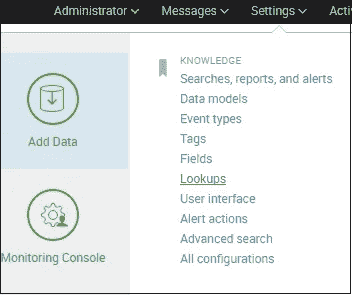 Administrator Messages Settings
KNOWLEDGE
Searches, reports, and alerts
Data models
Event types
Tags
Fields
Lookups
User interface
Alert actions
Advanced search
All configurations
Add Data
Monitoring Console